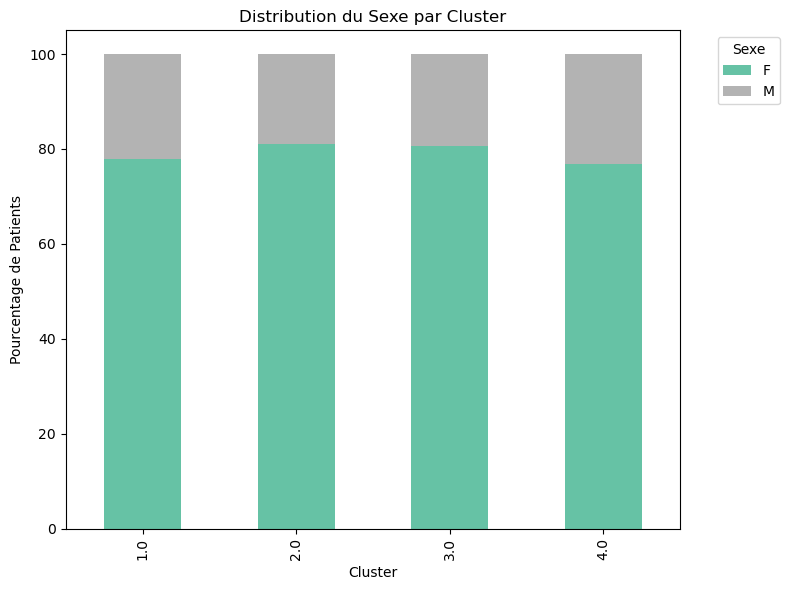 Distribution du Sexe par Cluster
Sexe
F
M
Pourcentage de Patients
100
80
60
40
20
0
1.0
2.0
3.0
4.0
Cluster